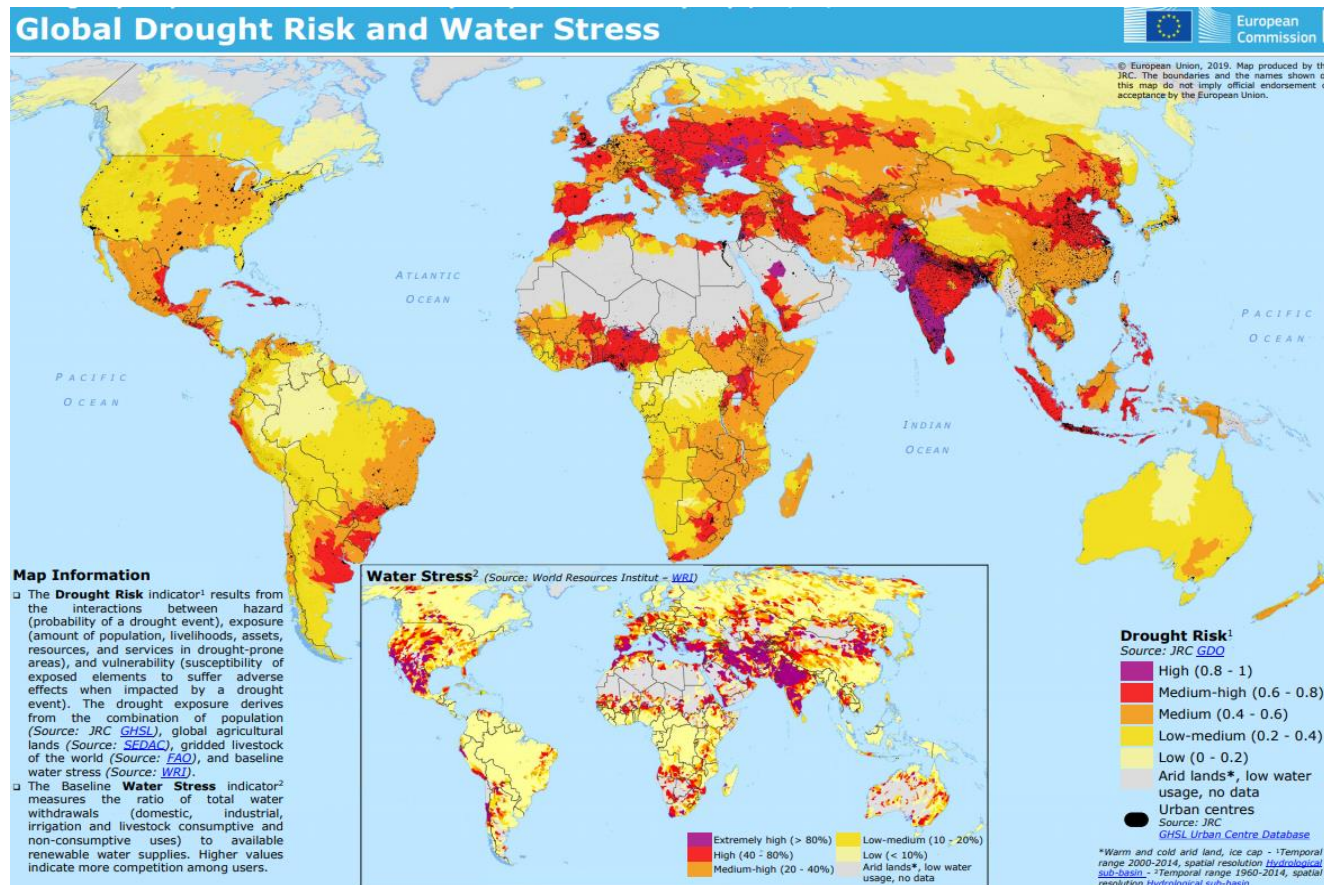 Global Drought Risk and Water Stress
European
Commission
© European Union, 2019. Map produced by the
JRC. The boundaries and the names shown o
this map do not imply official endorsement o
acceptance by the European Union.
ATLANTIC
OCEAN
PACIFIC
OCEAN
PACIFIC
OCEAN
INDIAN
OCEAN
Map Information
❑ The Drought Risk indicator¹ results from
the interactions between hazard
(probability of a drought event), exposure
(amount of population, livelihoods, assets,
resources, and services in drought-prone
areas), and vulnerability (susceptibility of
exposed elements to suffer adverse
effects when impacted by a drought
event). The drought exposure derives
from the combination of population
(Source: JRC GHSL), global agricultural
lands (Source: SEDAC), gridded livestock
of the world (Source: FAO), and baseline
water stress (Source: WRI).
❑ The Baseline Water Stress indicator²
measures the ratio of total water
withdrawals (domestic, industrial,
irrigation and livestock consumptive and
non-consumptive uses) to available
renewable water supplies. Higher values
indicate more competition among users.
Water Stress² (Source: World Resources Institut – WRI)
Extremely high (> 80%)
High (40 - 80%)
Medium-high (20 - 40%)
Low-medium (10 - 20%)
Low (< 10%)
Arid lands*, low water
usage, no data
Drought Risk¹
Source: JRC GDO
High (0.8 - 1)
Medium-high (0.6 - 0.8)
Medium (0.4 - 0.6)
Low-medium (0.2 - 0.4)
Low (0 - 0.2)
Arid lands*, low water
usage, no data
Urban centres
Source: JRC
GHSL Urban Centre Database
*Warm and cold arid land, ice cap - ¹Temporal
range 2000-2014, spatial resolution Hydrological
sub-basin - ²Temporal range 1960-2014, spatial
resolution Hydrological sub-basin